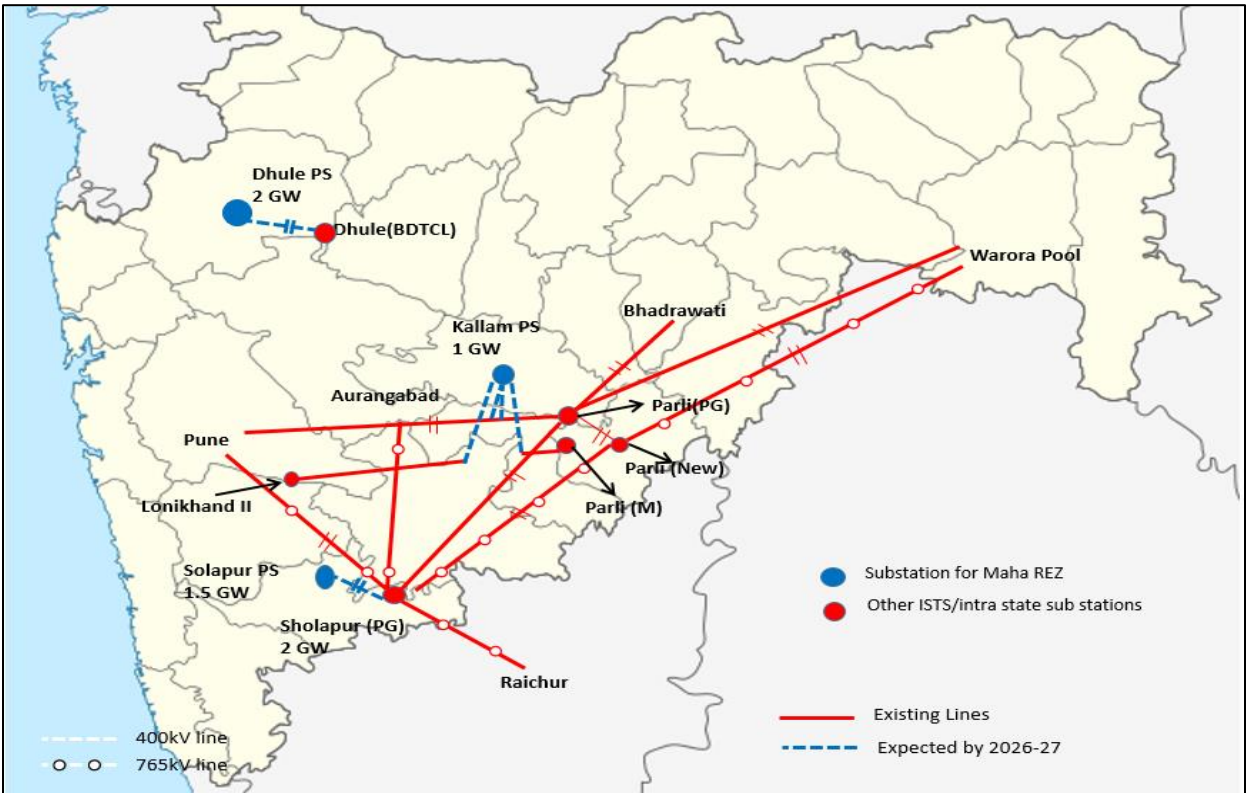 Dhule PS
2 GW
Dhule(BDTCL)
Warora Pool
Bhadrawati
Kallam PS
1 GW
Aurangabad
Parli(PG)
Pune
Parli (New)
Lonikhand II
Parli (M)
Solapur PS
1.5 GW
Substation for Maha REZ
Other ISTS/intra state sub stations
Sholapur (PG)
2 GW
Raichur
Existing Lines
400kV line
Expected by 2026-27
765kV line